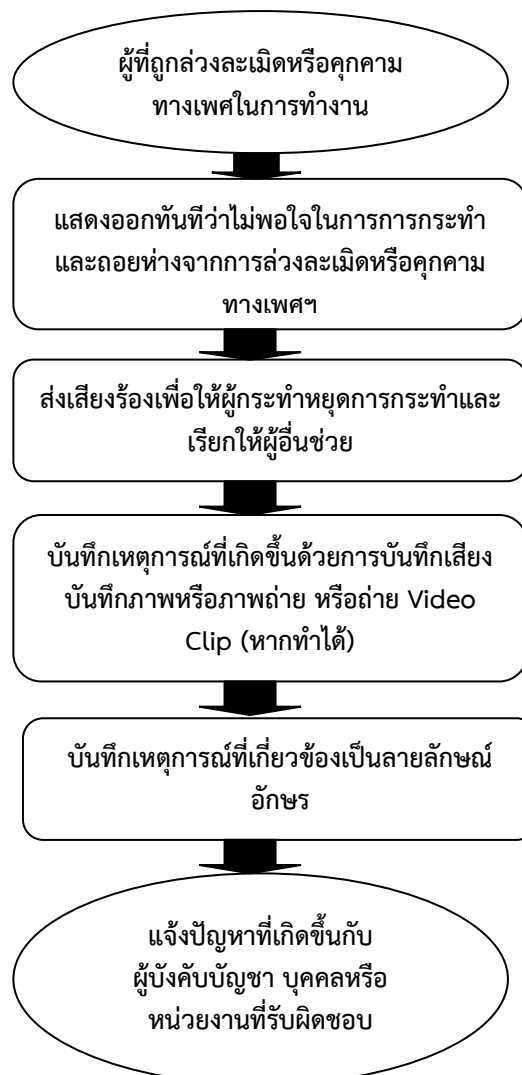 ผู้ที่ถูกล่วงละเมิดหรือคุกคาม
ทางเพศในการทำงาน
แสดงออกทันทีว่าไม่พอใจในการการกระทำ
และถอยห่างจากการล่วงละเมิดหรือคุกคาม
ทางเพศฯ
ส่งเสียงร้องเพื่อให้ผู้กระทำหยุดการกระทำและ
เรียกให้ผู้อื่นช่วย
บันทึกเหตุการณ์ที่เกิดขึ้นด้วยการบันทึกเสียง
บันทึกภาพหรือภาพถ่าย หรือถ่าย Video
Clip (หากทำได้)
บันทึกเหตุการณ์ที่เกี่ยวข้องเป็นลายลักษณ์
อักษร
แจ้งปัญหาที่เกิดขึ้นกับ
ผู้บังคับบัญชา บุคคลหรือ
หน่วยงานที่รับผิดชอบ